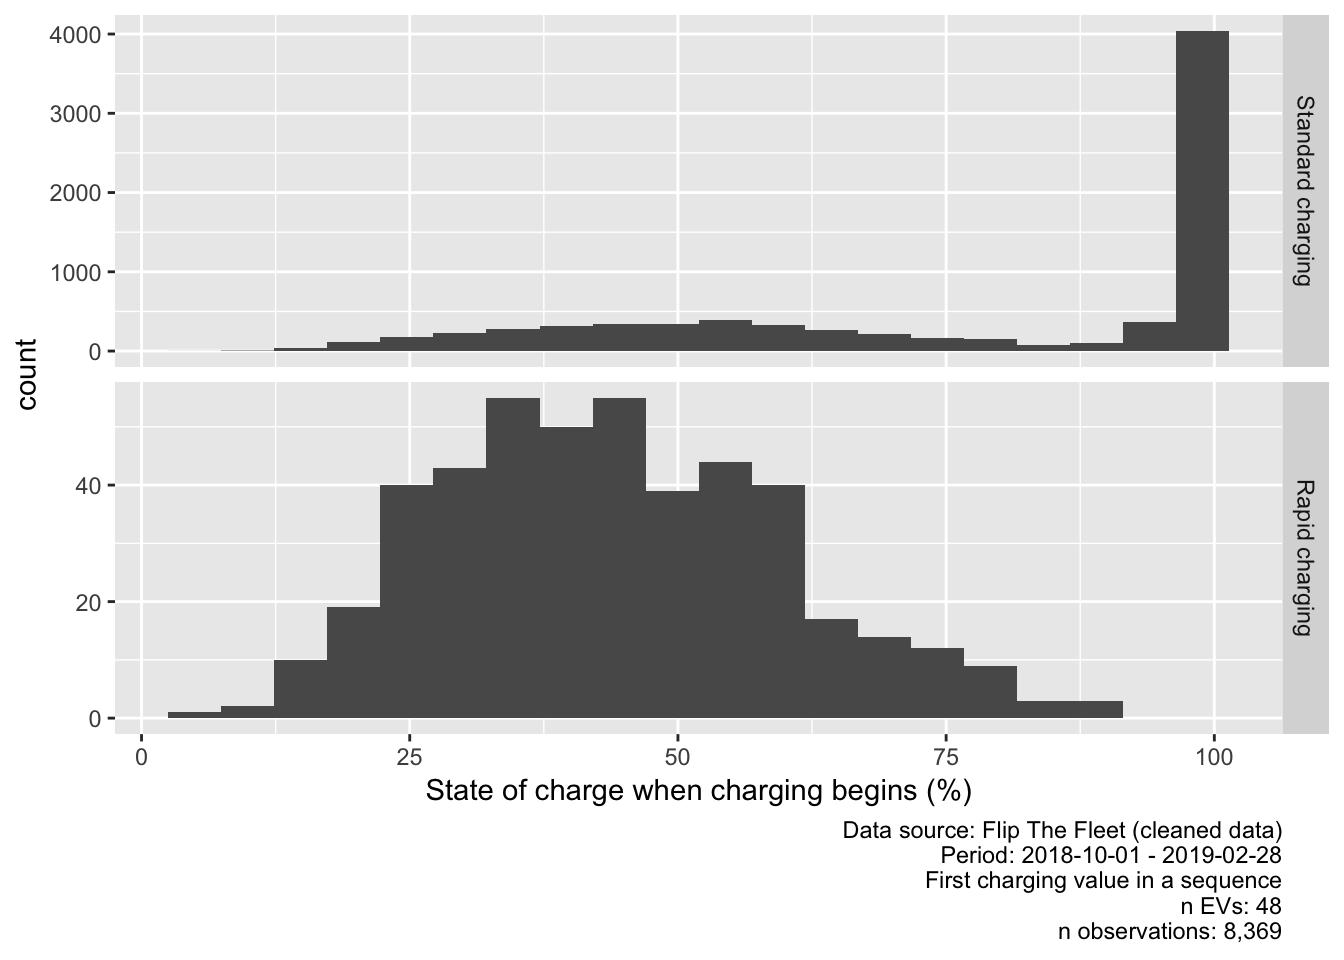 4000
3000
2000
1000
0
Standard charging
count
40
20
0
Rapid charging
0 25 50 75 100
State of charge when charging begins (%)
Data source: Flip The Fleet (cleaned data)
Period: 2018-10-01 - 2019-02-28
First charging value in a sequence
n EVs: 48
n observations: 8,369